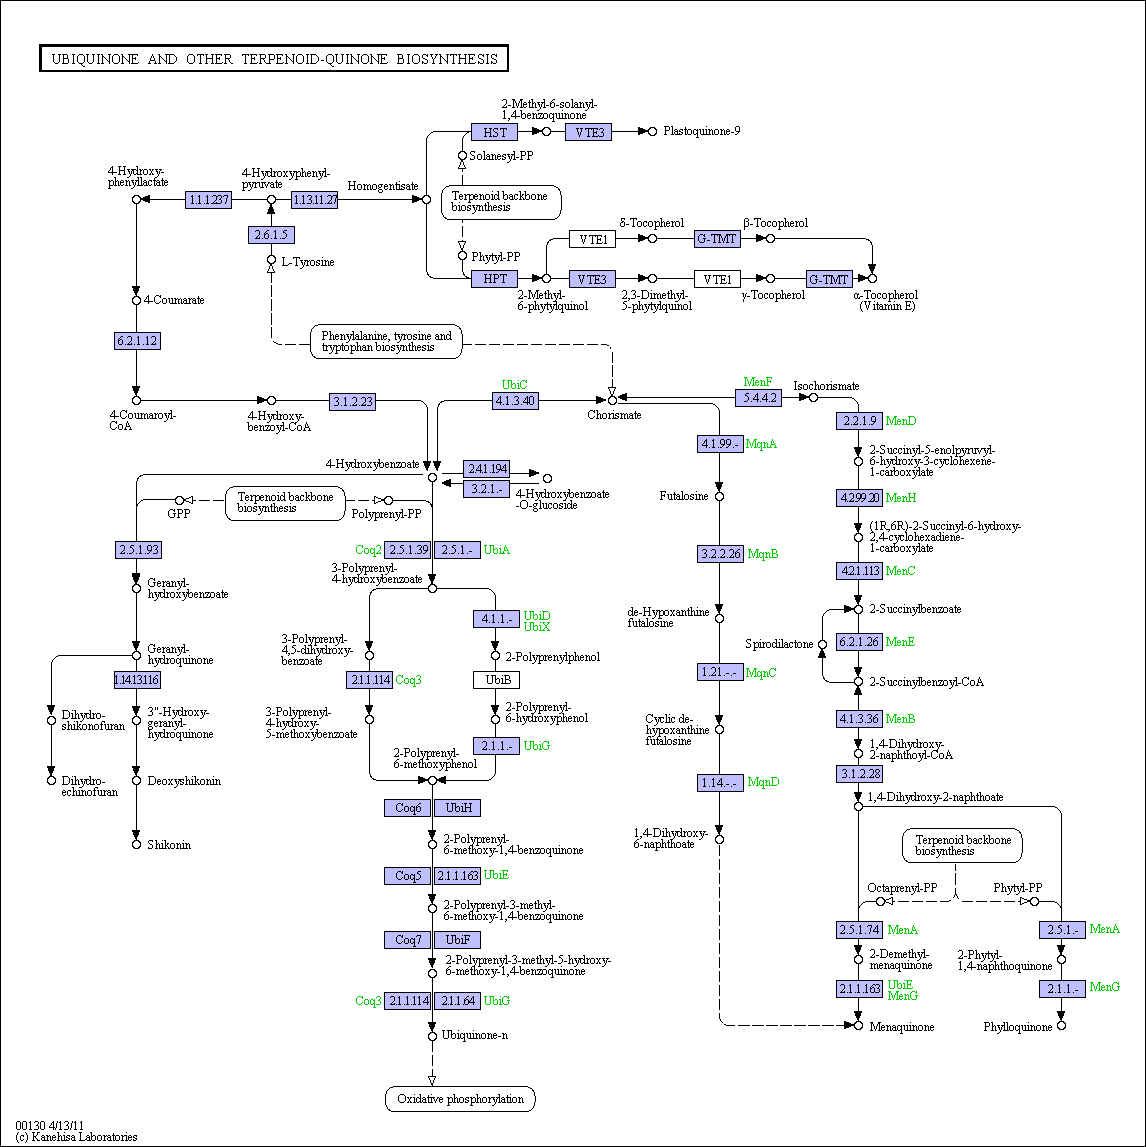 UBIQUINONE AND OTHER TERPENOID-QUINONE BIOSYNTHESIS
2-Methyl-6-solanyl-
1,4-benzoquinone
HST
VTE3
Plastoquinone-9
Solanesyl-PP
4-Hydroxy-
phenyllactate
4-Hydroxyphenyl-
pyruvate
Homogentisate
1.1.1.237
1.13.11.27
Terpenoid backbone
biosynthesis
2.6.1.5
L-Tyrosine
δ-Tocopherol
β-Tocopherol
VTE1
G-TMT
Phytyl-PP
HPT
VTE3
VTE1
G-TMT
2-Methyl-
6-phytylquinol
2,3-Dimethyl-
5-phytylquinol
γ-Tocopherol
α-Tocopherol
(Vitamin E)
4-Coumarate
6.2.1.12
Phenylalanine, tyrosine and
tryptophan biosynthesis
4-Coumaroyl-
CoA
4-Hydroxy-
benzoyl-CoA
3.1.2.23
UbiC
4.1.3.40
Chorismate
MenF
5.4.4.2
Isochorismate
2.2.1.9
MenD
4.1.99.-
MqnA
2-Succinyl-5-enolpyruvyl-
6-hydroxy-3-cyclohexene-
1-carboxylate
4-Hydroxybenzoate
2.4.1.194
3.2.1.-
4-Hydroxybenzoate
-O-glucoside
Futalosine
4.2.99.20
MenH
GPP
Terpenoid backbone
biosynthesis
Polyprenyl-PP
(1R,6R)-2-Succinyl-6-hydroxy-
2,4-cyclohexadiene-
1-carboxylate
2.5.1.93
Coq2
2.5.1.39
2.5.1.-
UbiA
3.2.2.26
MqnB
4.2.1.113
MenC
3-Polyprenyl-
4-hydroxybenzoate
Geranyl-
hydroxybenzoate
4.1.1.-
UbiD
UbiX
de-Hypoxanthine
futalosine
2-Succinylbenzoate
3-Polyprenyl-
4,5-dihydroxy-
benzoate
2-Polyprenylphenol
Spirodilactone
6.2.1.26
MenE
Geranyl-
hydroquinone
1.14.13.116
2.1.1.114
Coq3
UbiB
1.21.-.-
MqnC
2-Succinylbenzoyl-CoA
Dihydro-
shikonofuran
3"-Hydroxy-
geranyl-
hydroquinone
3-Polyprenyl-
4-hydroxy-
5-methoxybenzoate
2-Polyprenyl-
6-hydroxyphenol
Cyclic de-
hypoxanthine
futalosine
4.1.3.36
MenB
2.1.1.-
UbiG
1,4-Dihydroxy-
2-naphthoyl-CoA
Dihydro-
echinofuran
Deoxyshikonin
2-Polyprenyl-
6-methoxyphenol
1.14.-.-
MqnD
3.1.2.28
1,4-Dihydroxy-2-naphthoate
Coq6
UbiH
Shikonin
2-Polyprenyl-
6-methoxy-1,4-benzoquinone
1,4-Dihydroxy-
6-naphthoate
Terpenoid backbone
biosynthesis
Coq5
2.1.1.163
UbiE
Octaprenyl-PP
Phytyl-PP
2-Polyprenyl-3-methyl-
6-methoxy-1,4-benzoquinone
2.5.1.74
MenA
2.5.1.-
MenA
Coq7
UbiF
2-Polyprenyl-3-methyl-5-hydroxy-
6-methoxy-1,4-benzoquinone
2-Demethyl-
menaquinone
2-Phytyl-
1,4-naphthoquinone
Coq3
2.1.1.114
2.1.1.64
UbiG
2.1.1.163
UbiE
MenG
2.1.1.-
MenG
Ubiquinone-n
Menaquinone
Phylloquinone
Oxidative phosphorylation
00130 4/13/11
(c) Kanehisa Laboratories